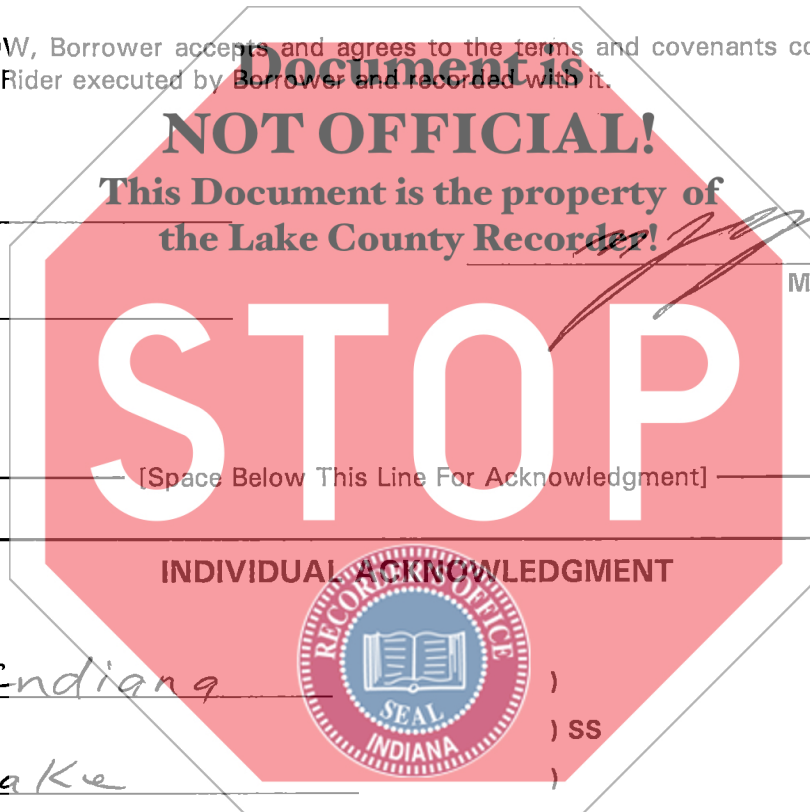 W, Borrower accepts and agrees to the terms and covenants co
Rider executed by Borrower and recorded with it.
Document is
NOT OFFICIAL!
This Document is the property of
the Lake County Recorder!
M
STOP
[Space Below This Line For Acknowledgment]
INDIVIDUAL ACKNOWLEDGMENT
RECORDER'S OFFICE
SEAL
INDIANA
Indiana )
) SS
ake )